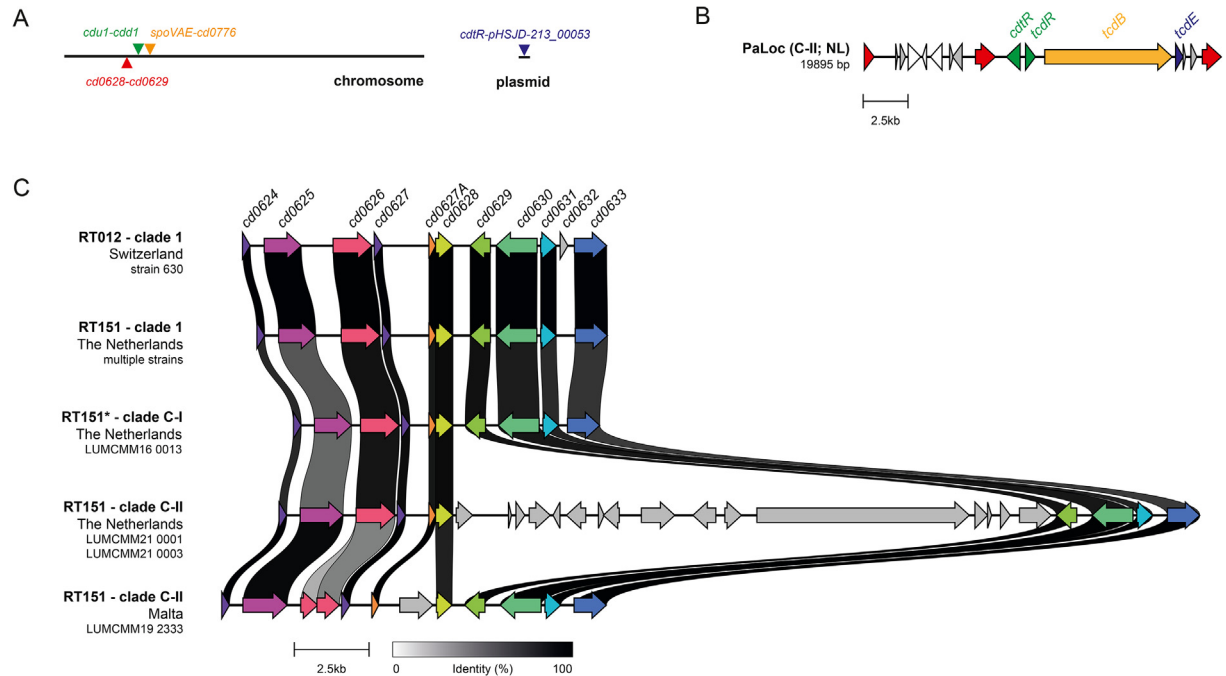 A
cdu1-cdd1
spoVAE-cd0776
cdtR-pHSJD-213_00053
cd0628-cd0629
chromosome
plasmid
B
cdtR
tcdR
tcdB
tcdE
PaLoc (C-II; NL)
19895 bp
2.5kb
C
cd0624
cd0625
cd0626
cd0627
cd0627A
cd0628
cd0629
cd0630
cd0631
cd0632
cd0633
RT012 - clade 1
Switzerland
strain 630
RT151 - clade 1
The Netherlands
multiple strains
RT151* - clade C-I
The Netherlands
LUMCMM16 0013
RT151 - clade C-II
The Netherlands
LUMCMM21 0001
LUMCMM21 0003
RT151 - clade C-II
Malta
LUMCMM19 2333
2.5kb
0 Identity (%) 100